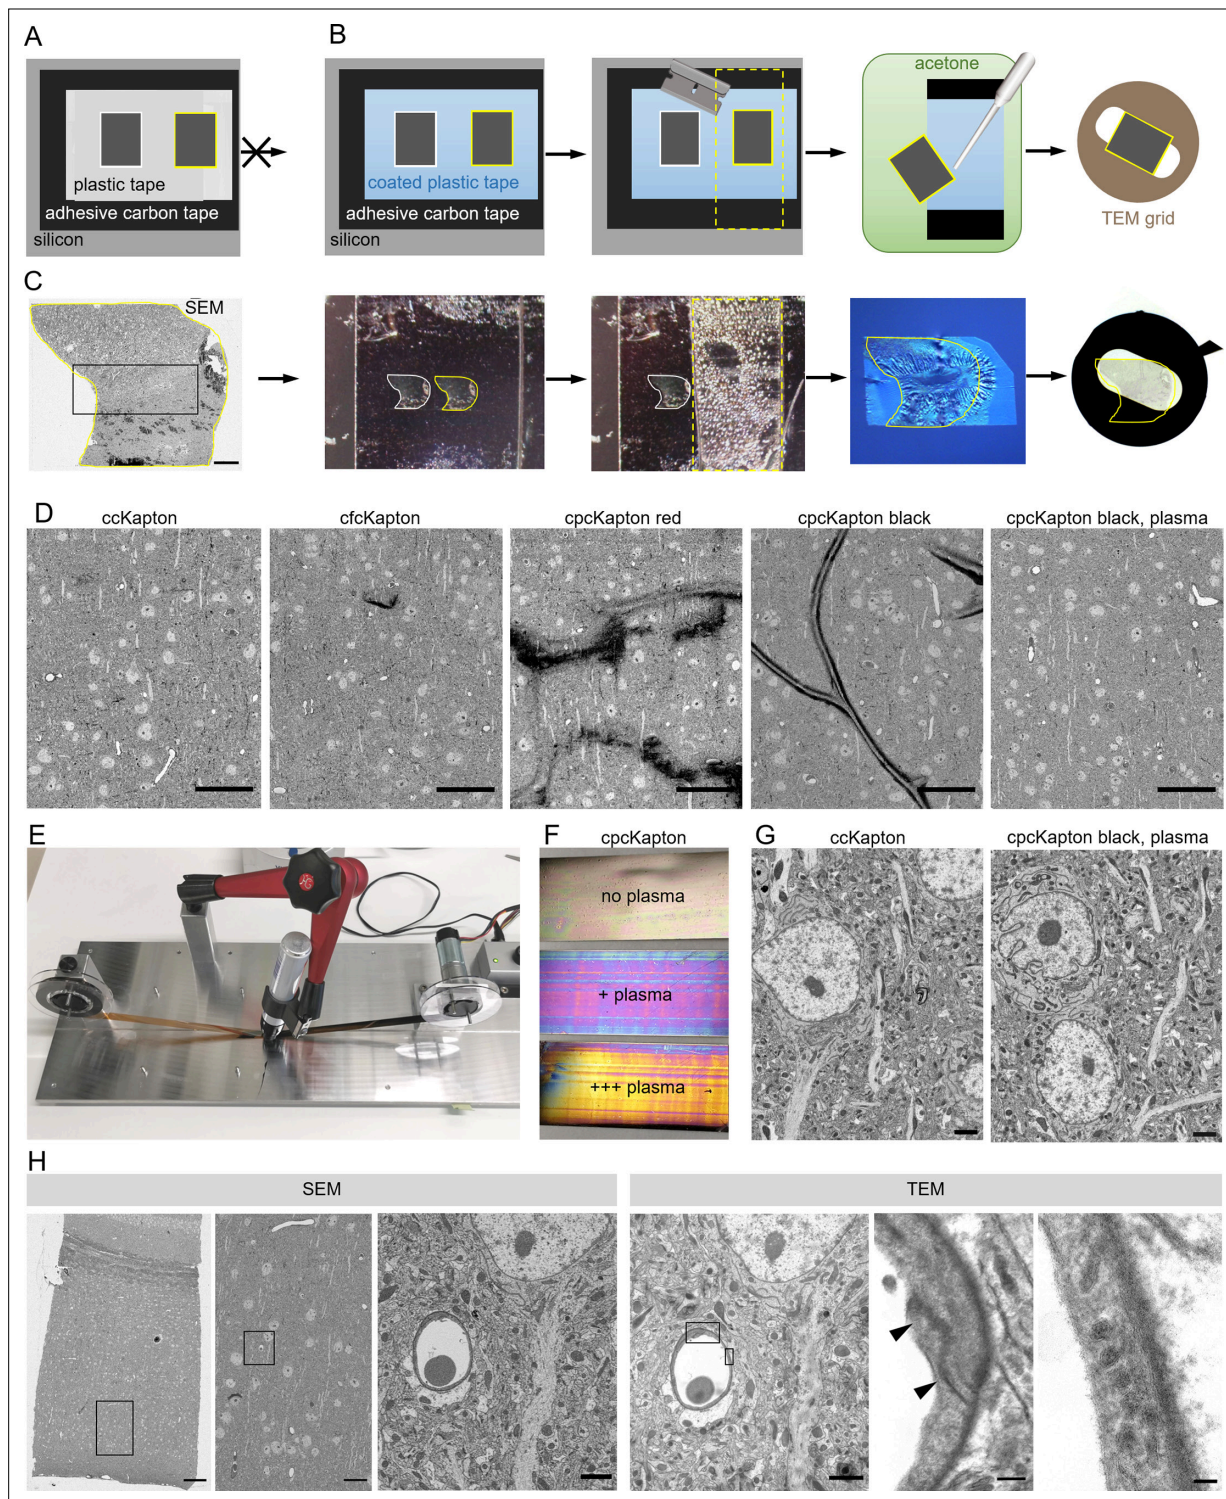 A
B
plastic tape
adhesive carbon tape
silicon
coated plastic tape
adhesive carbon tape
silicon
acetone
TEM grid
C
SEM
D
ccKapton
cfcKapton
cpcKapton red
cpcKapton black
cpcKapton black, plasma
E
F
cpcKapton
no plasma
+ plasma
+++ plasma
G
ccKapton
cpcKapton black, plasma
H
SEM
TEM